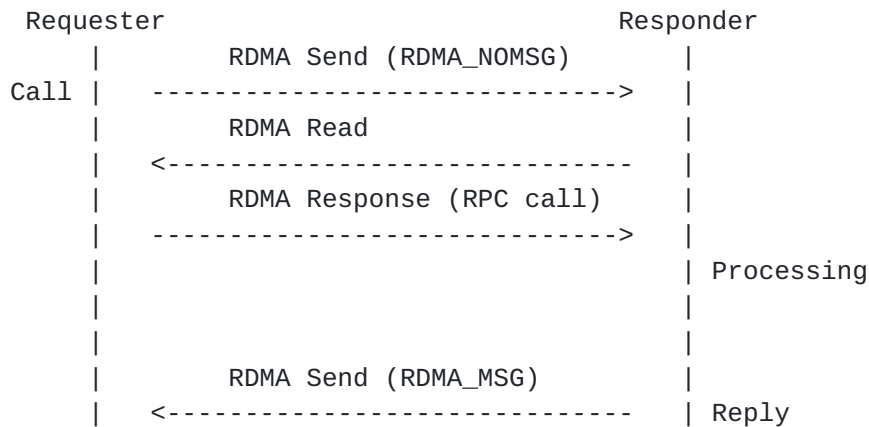 Requester                             Responder
    |        RDMA Send (RDMA_NOMSG)       |
Call |   ------------------------------>   |
    |        RDMA Read                    |
    |   <------------------------------   |
    |        RDMA Response (RPC call)     |
    |   ------------------------------>   |
    |                                     | Processing
    |                                     |
    |                                     |
    |        RDMA Send (RDMA_MSG)         |
    |   <------------------------------   | Reply